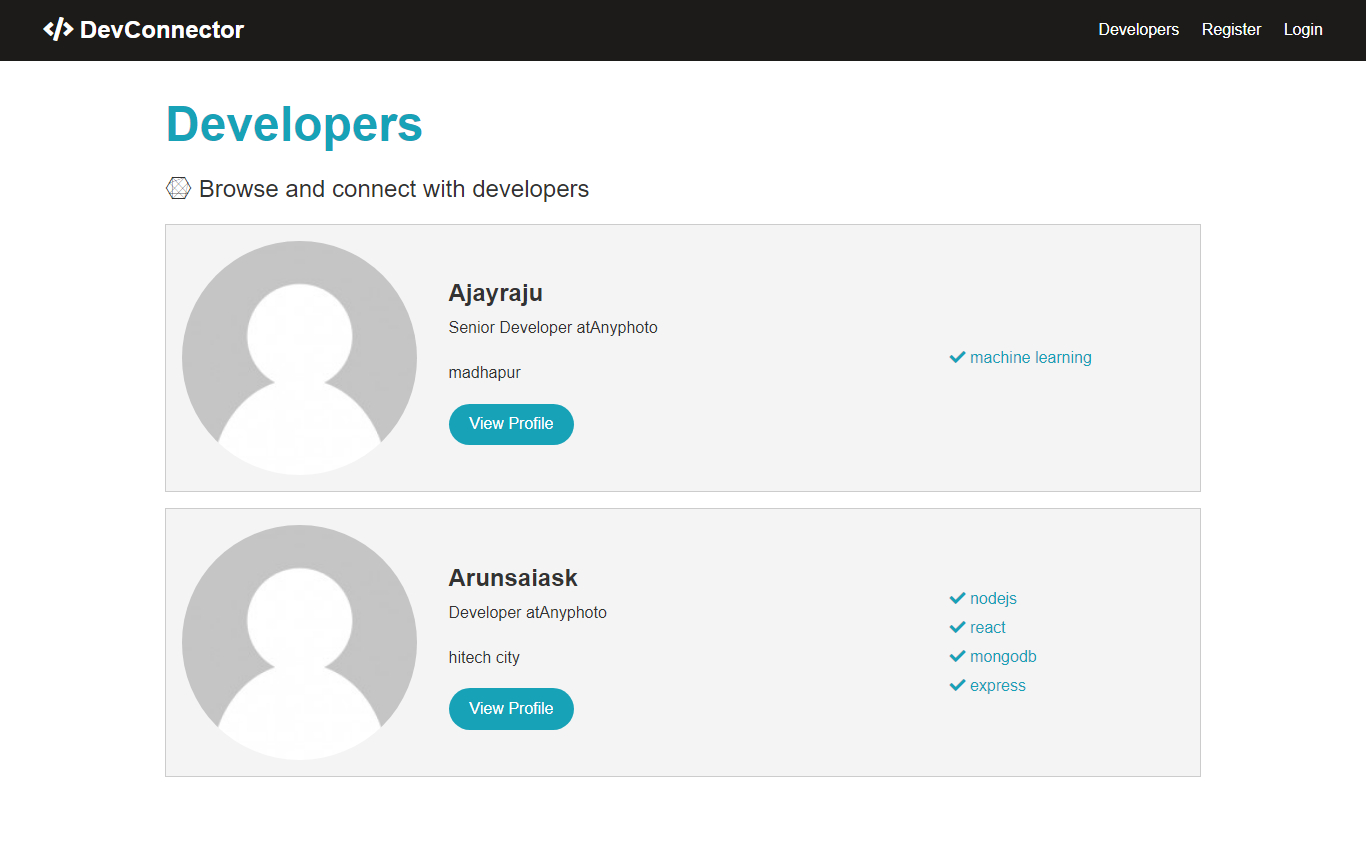 </> DevConnector
Developers Register Login
Developers
Browse and connect with developers
Ajayraju
Senior Developer atAnyphoto
madhapur
View Profile
machine learning
Arunsaiask
Developer atAnyphoto
hitech city
View Profile
nodejs
react
mongodb
express